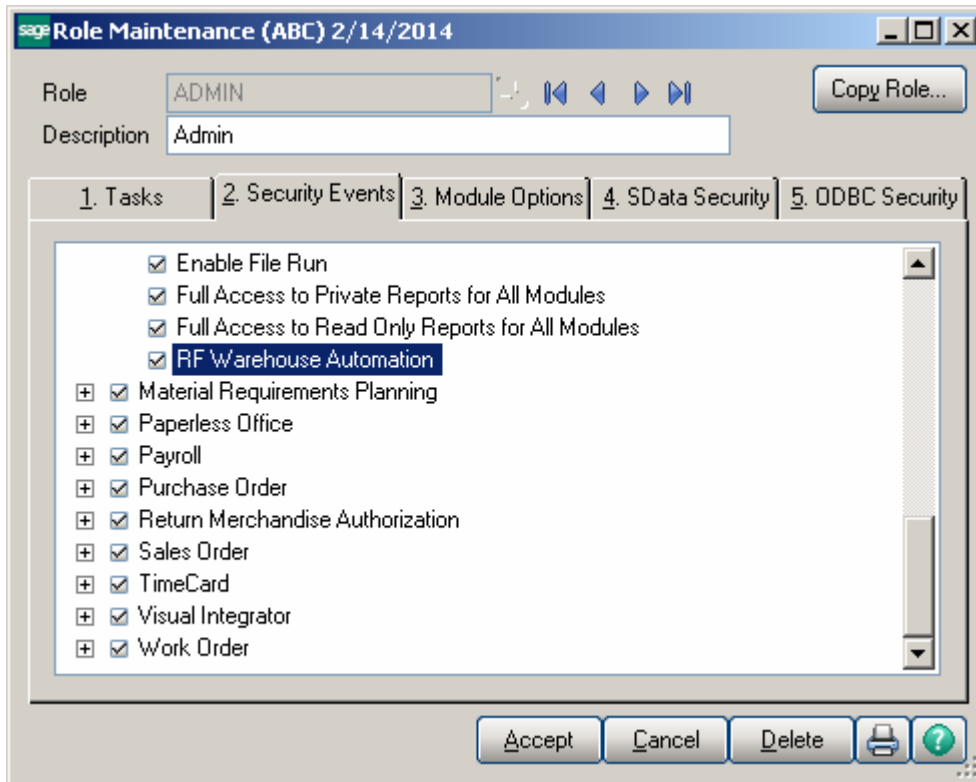 sage Role Maintenance (ABC) 2/14/2014
Role ADMIN Copy Role...
Description Admin
1. Tasks 2. Security Events 3. Module Options 4. SData Security 5. ODBC Security
Enable File Run
Full Access to Private Reports for All Modules
Full Access to Read Only Reports for All Modules
RF Warehouse Automation
Material Requirements Planning
Paperless Office
Payroll
Purchase Order
Return Merchandise Authorization
Sales Order
TimeCard
Visual Integrator
Work Order
Accept Cancel Delete ?